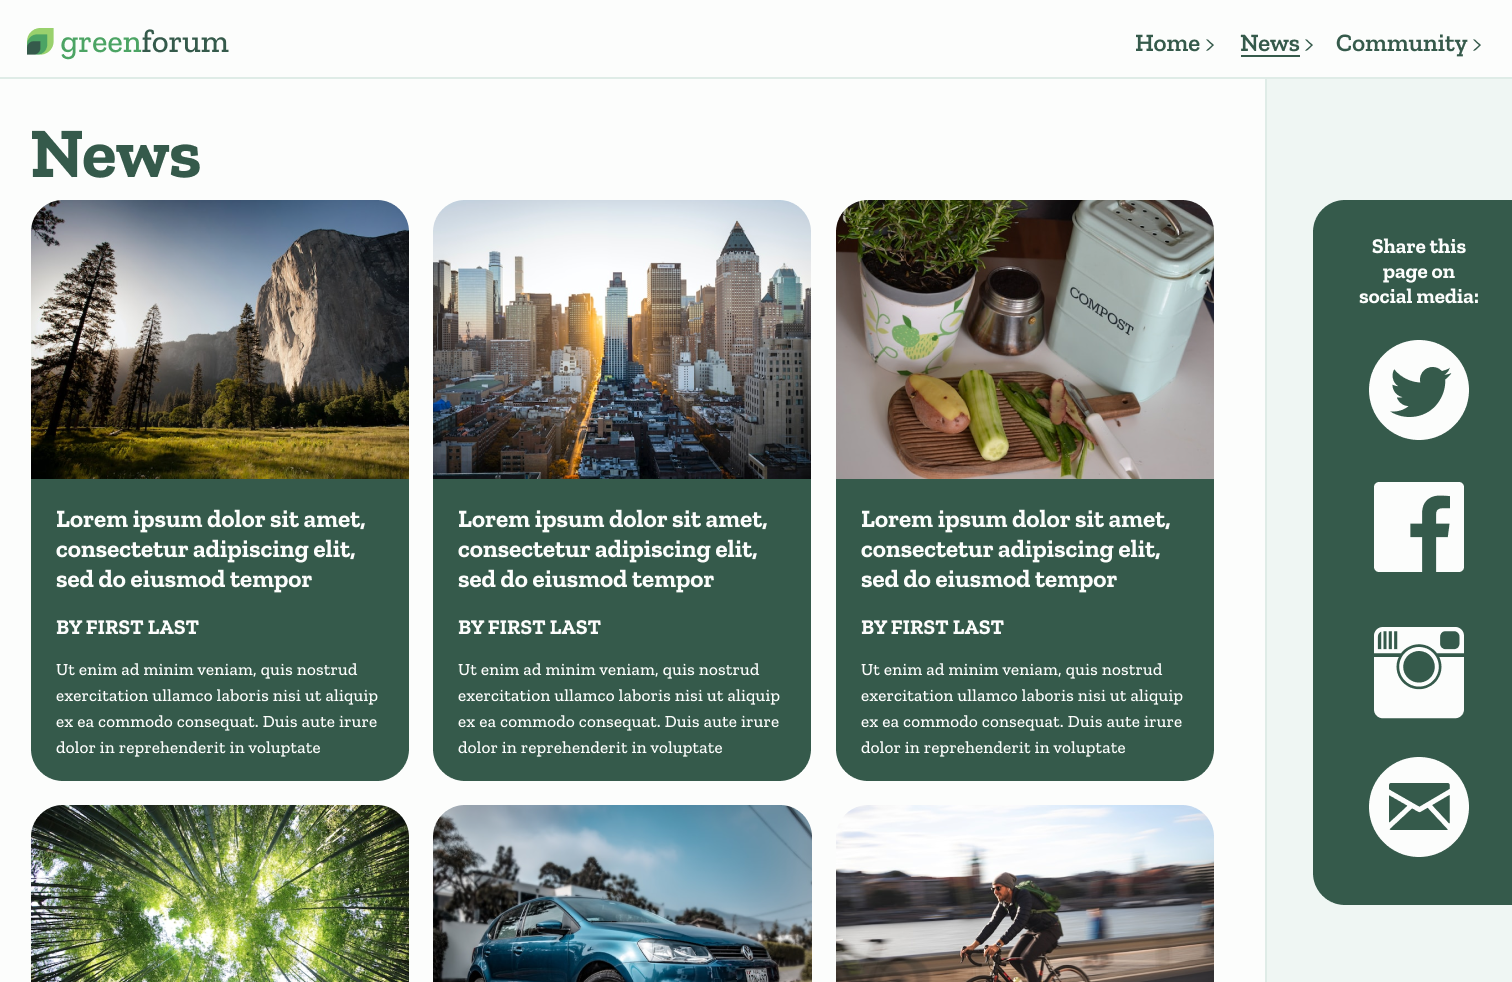 greenforum
Home > News > Community >
News
COMPOST
Lorem ipsum dolor sit amet,
consectetur adipiscing elit,
sed do eiusmod tempor
BY FIRST LAST
Ut enim ad minim veniam, quis nostrud
exercitation ullamco laboris nisi ut aliquip
ex ea commodo consequat. Duis aute irure
dolor in reprehenderit in voluptate
Lorem ipsum dolor sit amet,
consectetur adipiscing elit,
sed do eiusmod tempor
BY FIRST LAST
Ut enim ad minim veniam, quis nostrud
exercitation ullamco laboris nisi ut aliquip
ex ea commodo consequat. Duis aute irure
dolor in reprehenderit in voluptate
Lorem ipsum dolor sit amet,
consectetur adipiscing elit,
sed do eiusmod tempor
BY FIRST LAST
Ut enim ad minim veniam, quis nostrud
exercitation ullamco laboris nisi ut aliquip
ex ea commodo consequat. Duis aute irure
dolor in reprehenderit in voluptate
Share this
page on
social media: